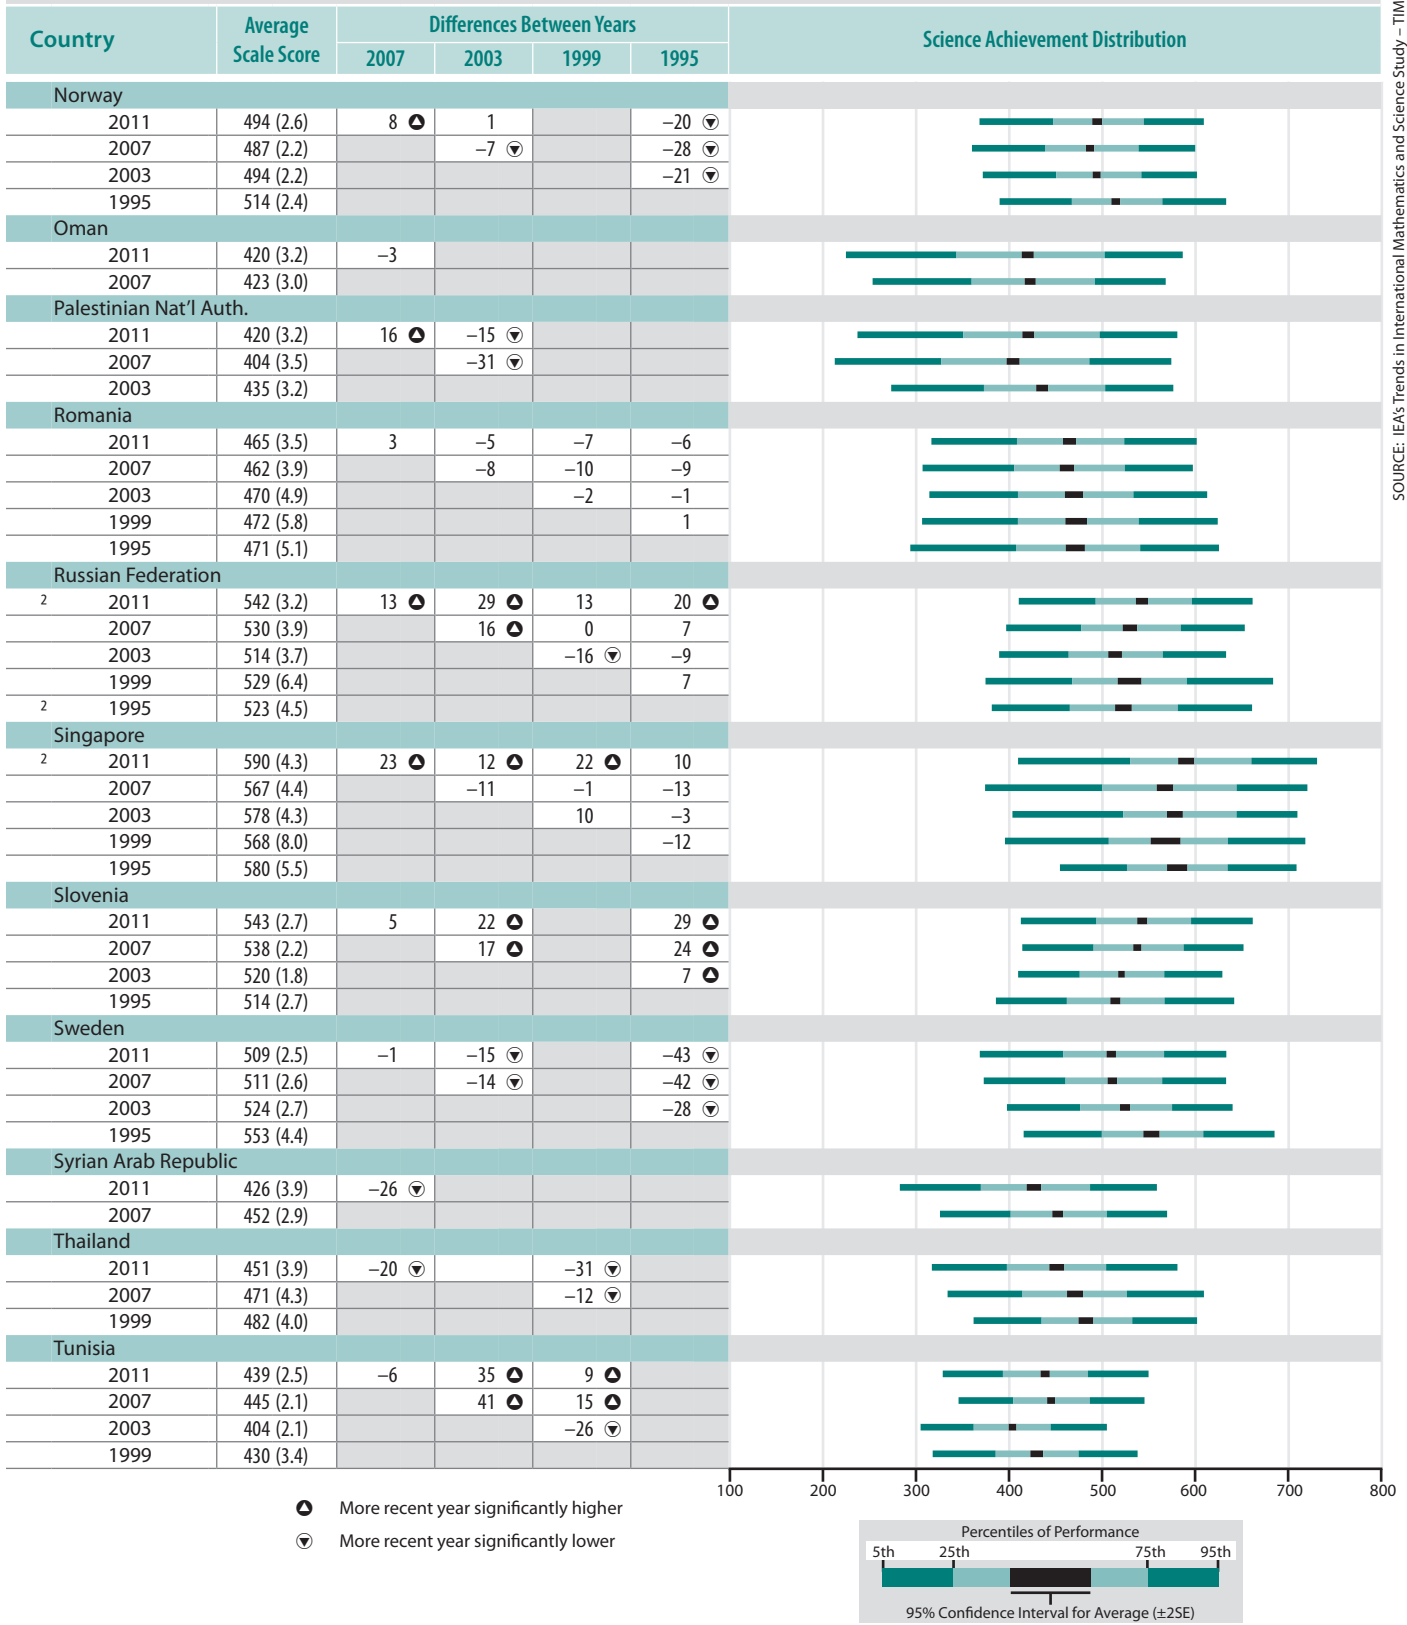 Country Average Scale Score Differences Between Years Science Achievement Distribution
2007 2003 1999 1995
Norway
2011 494 (2.6) 8 1 –20
2007 487 (2.2) –7 –28
2003 494 (2.2) –21
1995 514 (2.4)
Oman
2011 420 (3.2) –3
2007 423 (3.0)
Palestinian Nat’l Auth.
2011 420 (3.2) 16 –15
2007 404 (3.5) –31
2003 435 (3.2)
Romania
2011 465 (3.5) 3 –5 –7 –6
2007 462 (3.9) –8 –10 –9
2003 470 (4.9) –2 –1
1999 472 (5.8) 1
1995 471 (5.1)
Russian Federation
2 2011 542 (3.2) 13 29 13 20
2007 530 (3.9) 16 0 7
2003 514 (3.7) –16 –9
1999 529 (6.4) 7
2 1995 523 (4.5)
Singapore
2 2011 590 (4.3) 23 12 22 10
2007 567 (4.4) –11 –1 –13
2003 578 (4.3) 10 –3
1999 568 (8.0) –12
1995 580 (5.5)
Slovenia
2011 543 (2.7) 5 22 29
2007 538 (2.2) 17 24
2003 520 (1.8) 7
1995 514 (2.7)
Sweden
2011 509 (2.5) –1 –15 –43
2007 511 (2.6) –14 –42
2003 524 (2.7) –28
1995 553 (4.4)
Syrian Arab Republic
2011 426 (3.9) –26
2007 452 (2.9)
Thailand
2011 451 (3.9) –20 –31
2007 471 (4.3) –12
1999 482 (4.0)
Tunisia
2011 439 (2.5) –6 35 9
2007 445 (2.1) 41 15
2003 404 (2.1) –26
1999 430 (3.4)
100 200 300 400 500 600 700 800
More recent year significantly higher
More recent year significantly lower
Percentiles of Performance
5th 25th 75th 95th
95% Confidence Interval for Average (±2SE)
SOURCE: IEA’s Trends in International Mathematics and Science Study – TIM